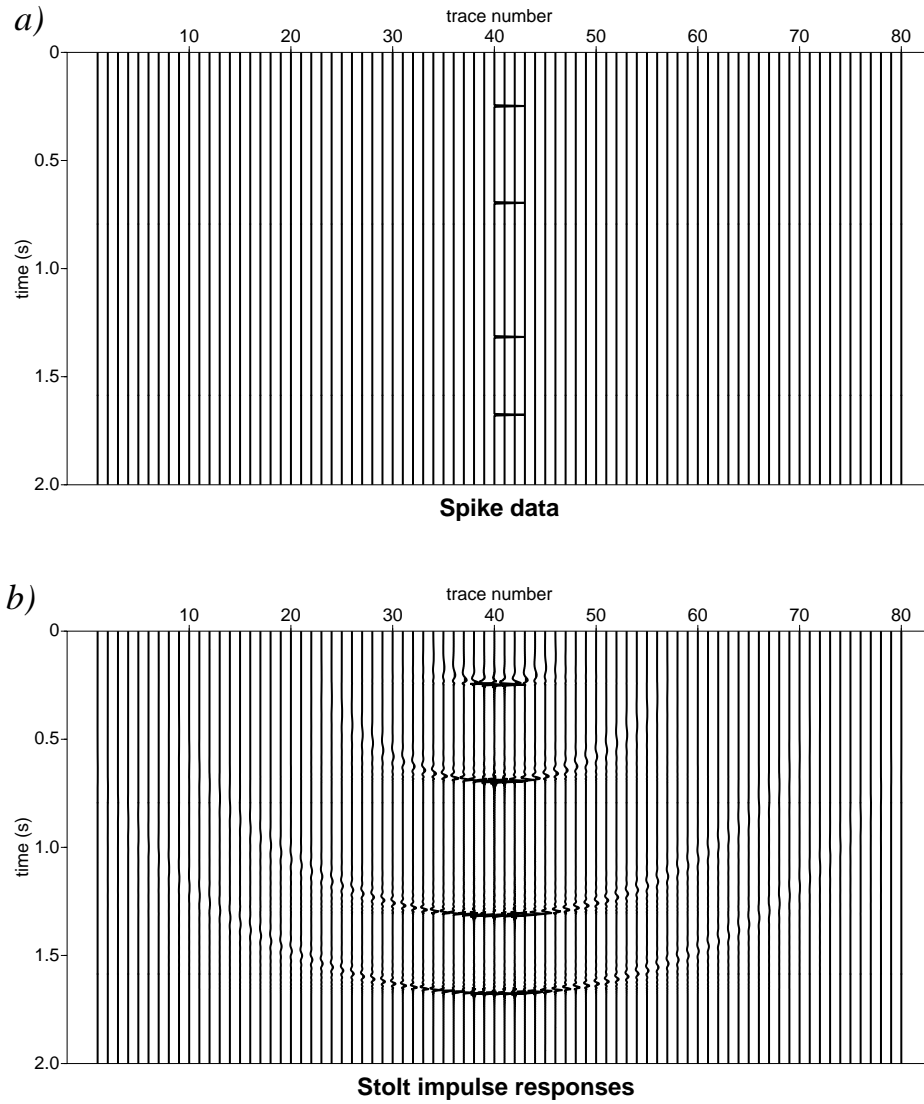 a)
trace number
10 20 30 40 50 60 70 80
0
0.5
1.0
1.5
2.0
time (s)
Spike data
b)
trace number
10 20 30 40 50 60 70 80
0
0.5
1.0
1.5
2.0
time (s)
Stolt impulse responses